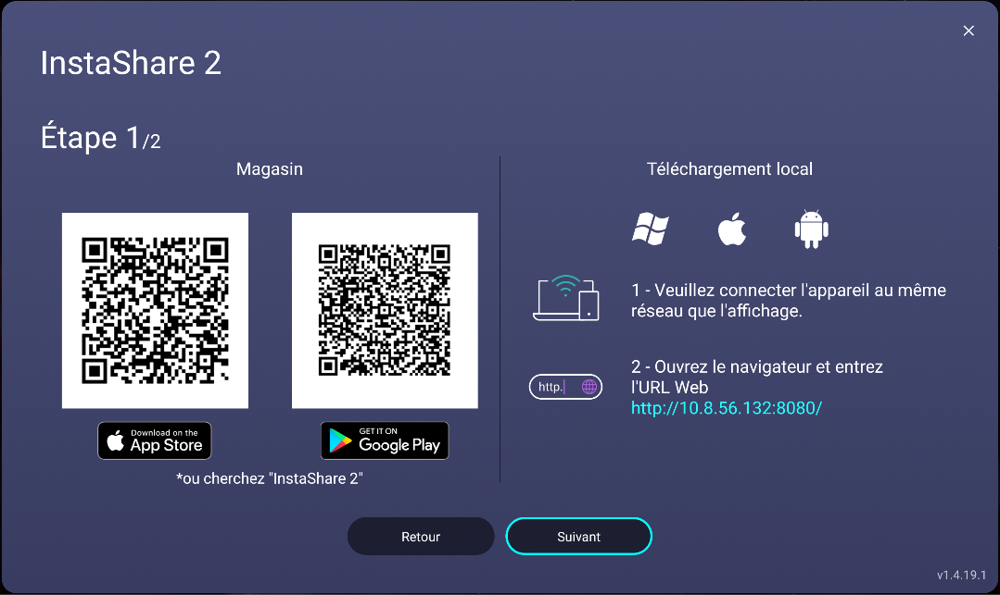 InstaShare 2
Étape 1/2
Magasin
Download on the
App Store
GET IT ON
Google Play
*ou cherchez "InstaShare 2"
Téléchargement local
1 - Veuillez connecter l'appareil au même
réseau que l'affichage.
http.
2 - Ouvrez le navigateur et entrez
l'URL Web
http://10.8.56.132:8080/
Retour
Suivant
v1.4.19.1